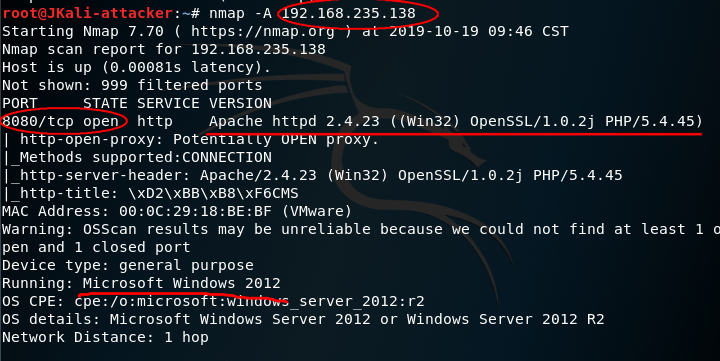 root@JKali-attacker:~# nmap -A 192.168.235.138
Starting Nmap 7.70 ( https://nmap.org ) at 2019-10-19 09:46 CST
Nmap scan report for 192.168.235.138
Host is up (0.00081s latency).
Not shown: 999 filtered ports
PORT     STATE SERVICE VERSION
8080/tcp open  http    Apache httpd 2.4.23 ((Win32) OpenSSL/1.0.2j PHP/5.4.45)
| http-open-proxy: Potentially OPEN proxy.
|_Methods supported:CONNECTION
|_http-server-header: Apache/2.4.23 (Win32) OpenSSL/1.0.2j PHP/5.4.45
|_http-title: \xD2\xBB\xB8\xF6CMS
MAC Address: 00:0C:29:18:BE:BF (VMware)
Warning: OSScan results may be unreliable because we could not find at least 1 o
pen and 1 closed port
Device type: general purpose
Running: Microsoft Windows 2012
OS CPE: cpe:/o:microsoft:windows_server_2012:r2
OS details: Microsoft Windows Server 2012 or Windows Server 2012 R2
Network Distance: 1 hop